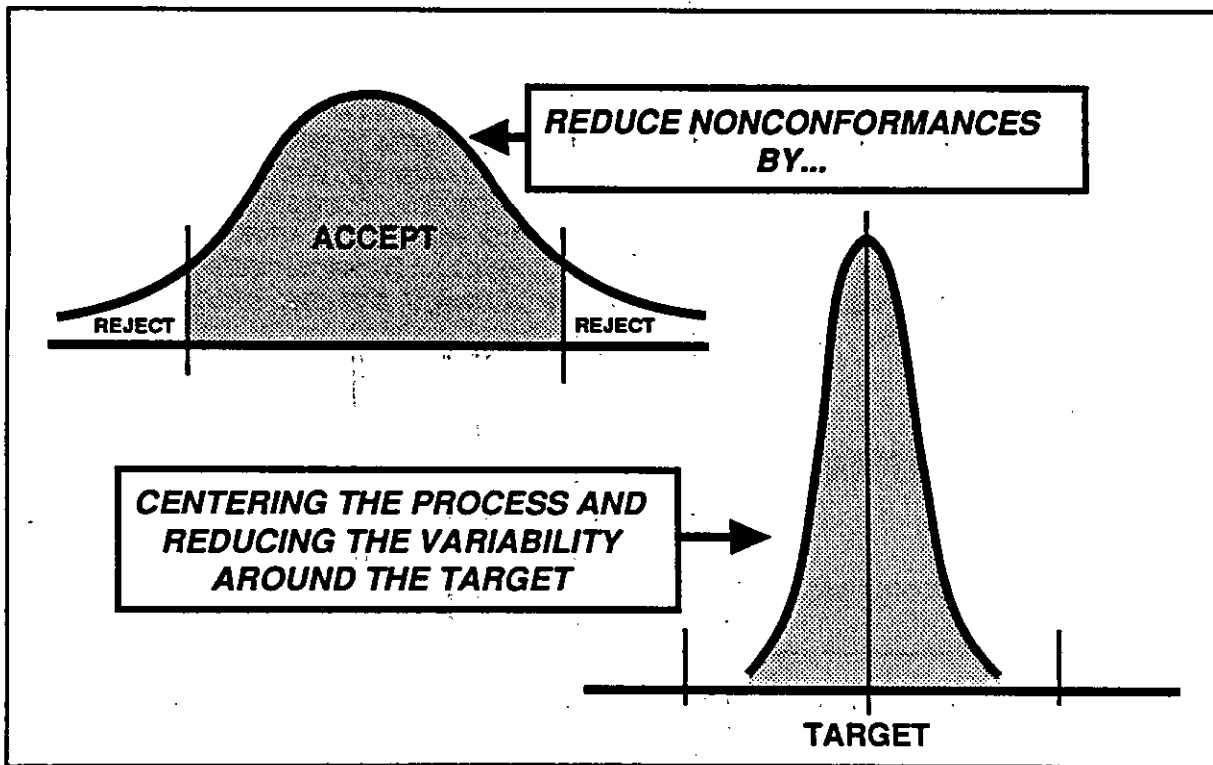 REDUCE NONCONFORMANCES
BY...
ACCEPT
REJECT
REJECT
CENTERING THE PROCESS AND
REDUCING THE VARIABILITY
AROUND THE TARGET
TARGET